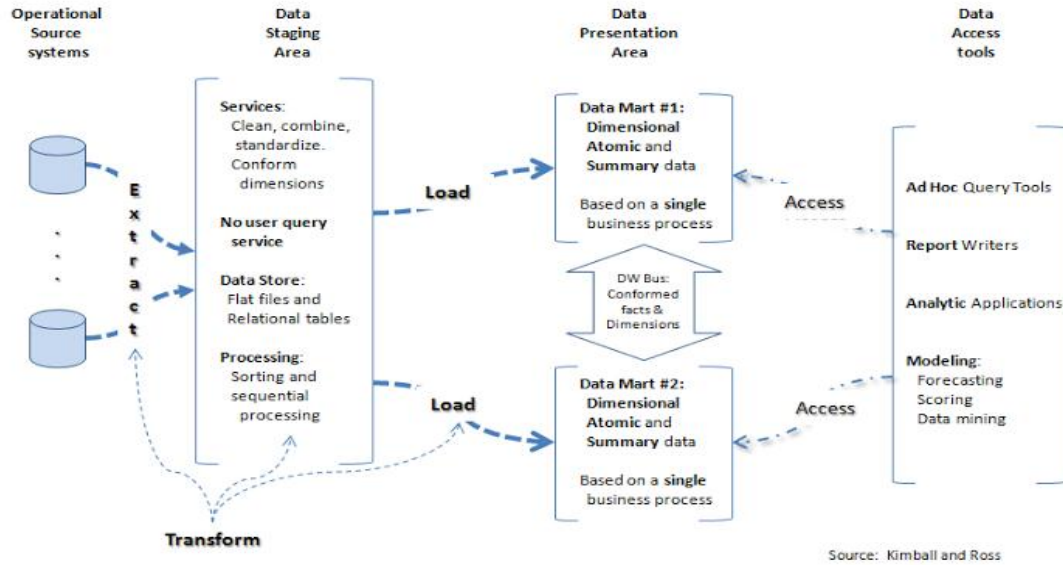 Operational
Source
systems
Data
Staging
Area
Data
Presentation
Area
Data
Access
tools
Extract
Services:
Clean, combine,
standardize.
Conform
dimensions
No user query
service
Data Store:
Flat files and
Relational tables
Processing:
Sorting and
sequential
processing
Transform
Load
Load
Data Mart #1:
Dimensional
Atomic and
Summary data
Based on a single
business process
DW Bus:
Conformed
facts &
Dimensions
Data Mart #2:
Dimensional
Atomic and
Summary data
Based on a single
business process
Access
Access
Ad Hoc Query Tools
Report Writers
Analytic Applications
Modeling:
Forecasting
Scoring
Data mining
Source: Kimball and Ross